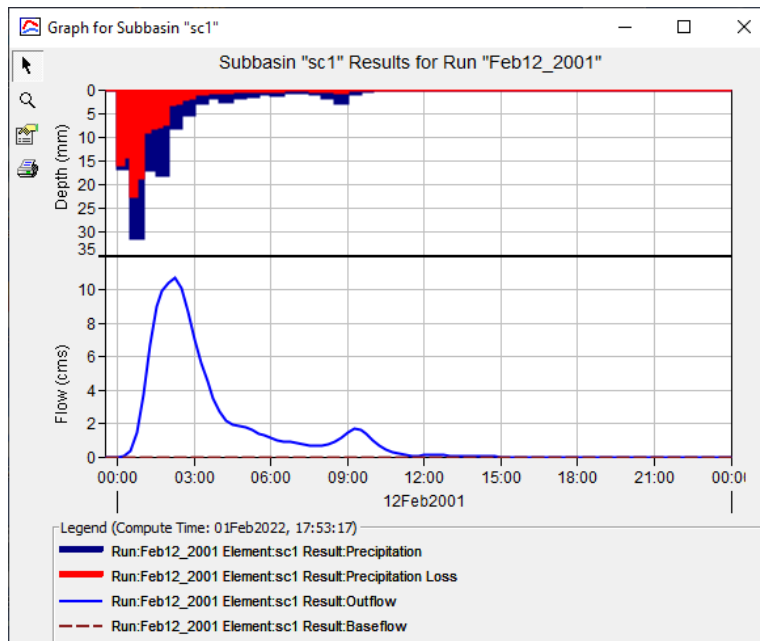 Graph for Subbasin "sc1"
Subbasin "sc1" Results for Run "Feb12_2001"
Depth (mm)
0
5
10
15
20
25
30
35
Flow (cms)
10
8
6
4
2
0
00:00 03:00 06:00 09:00 12:00 15:00 18:00 21:00 00:0
12Feb2001
Legend (Compute Time: 01Feb2022, 17:53:17)
Run:Feb12_2001 Element:sc1 Result:Precipitation
Run:Feb12_2001 Element:sc1 Result:Precipitation Loss
Run:Feb12_2001 Element:sc1 Result:Outflow
Run:Feb12_2001 Element:sc1 Result:Baseflow